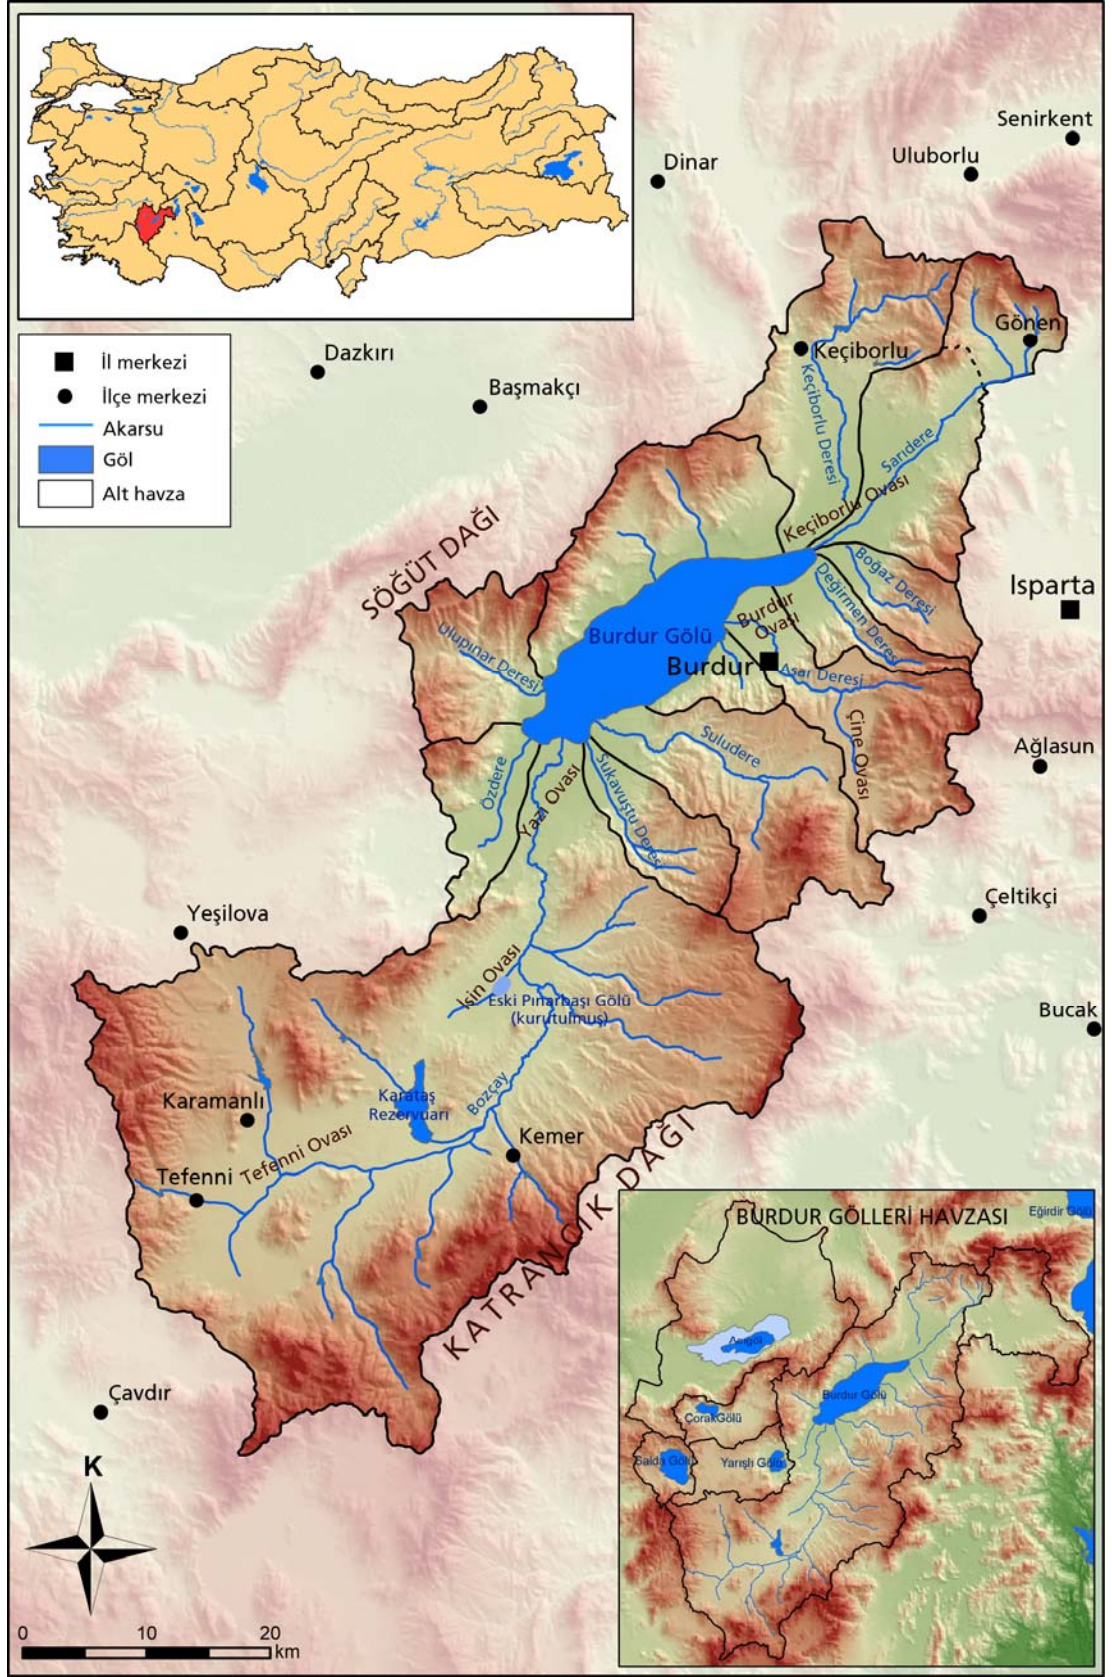 Senirkent
Uluborlu
Dinar
İl merkezi
İlçe merkezi
Akarsu
Göl
Alt havza
Dazkırı
Başmakçı
Gönen
Keçiborlu
Keçiborlu Deresi
Sarıdere
Keçiborlu Ovası
SÖĞÜT DAĞI
Boğaz Deresi
Değirmen Deresi
Isparta
Burdur
Ovası
Burdur Gölü
Burdur
Ulupınar Deresi
Asar Deresi
Çine Ovası
Suludere
Ağlasun
Özdere
Yazı Ovası
Sukavuştu Deresi
Çeltikçi
Yeşilova
Isin Ovası
Eski Pınarbaşı Gölü
(kurutulmuş)
Bucak
Karataş
Rezervuarı
Bozçay
Karamanlı
Tefenni Ovası
Kemer
Tefenni
KATRANCIK DAĞI
Çavdır
K
0 10 20
km
BURDUR GÖLLERİ HAVZASI
Eğirdir Gölü
Acıgöl
Burdur Gölü
ÇorakGölü
Salda Gölü
Yarışlı Gölü